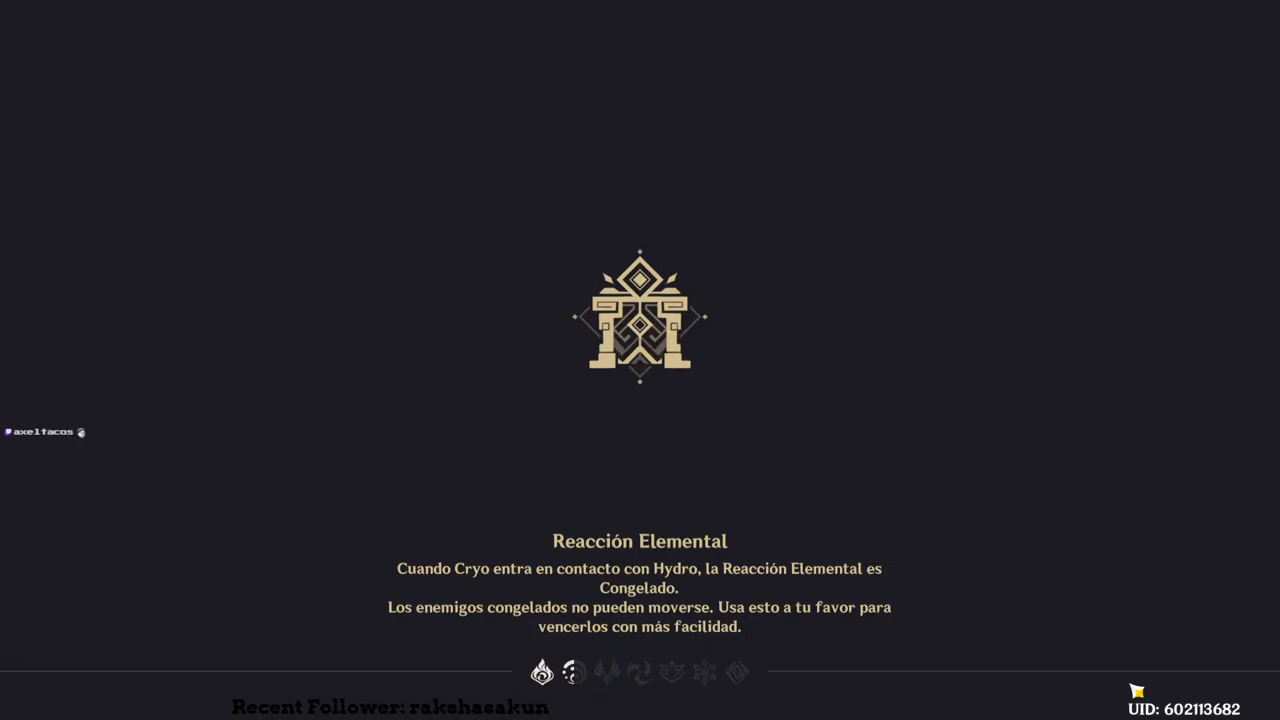 axeltacos
Reacción Elemental
Cuando Cryo entra en contacto con Hydro, la Reacción Elemental es
Congelado.
Los enemigos congelados no pueden moverse. Usa esto a tu favor para
vencerlos con más facilidad.
Recent Follower: rakshasakun
UID: 602113682